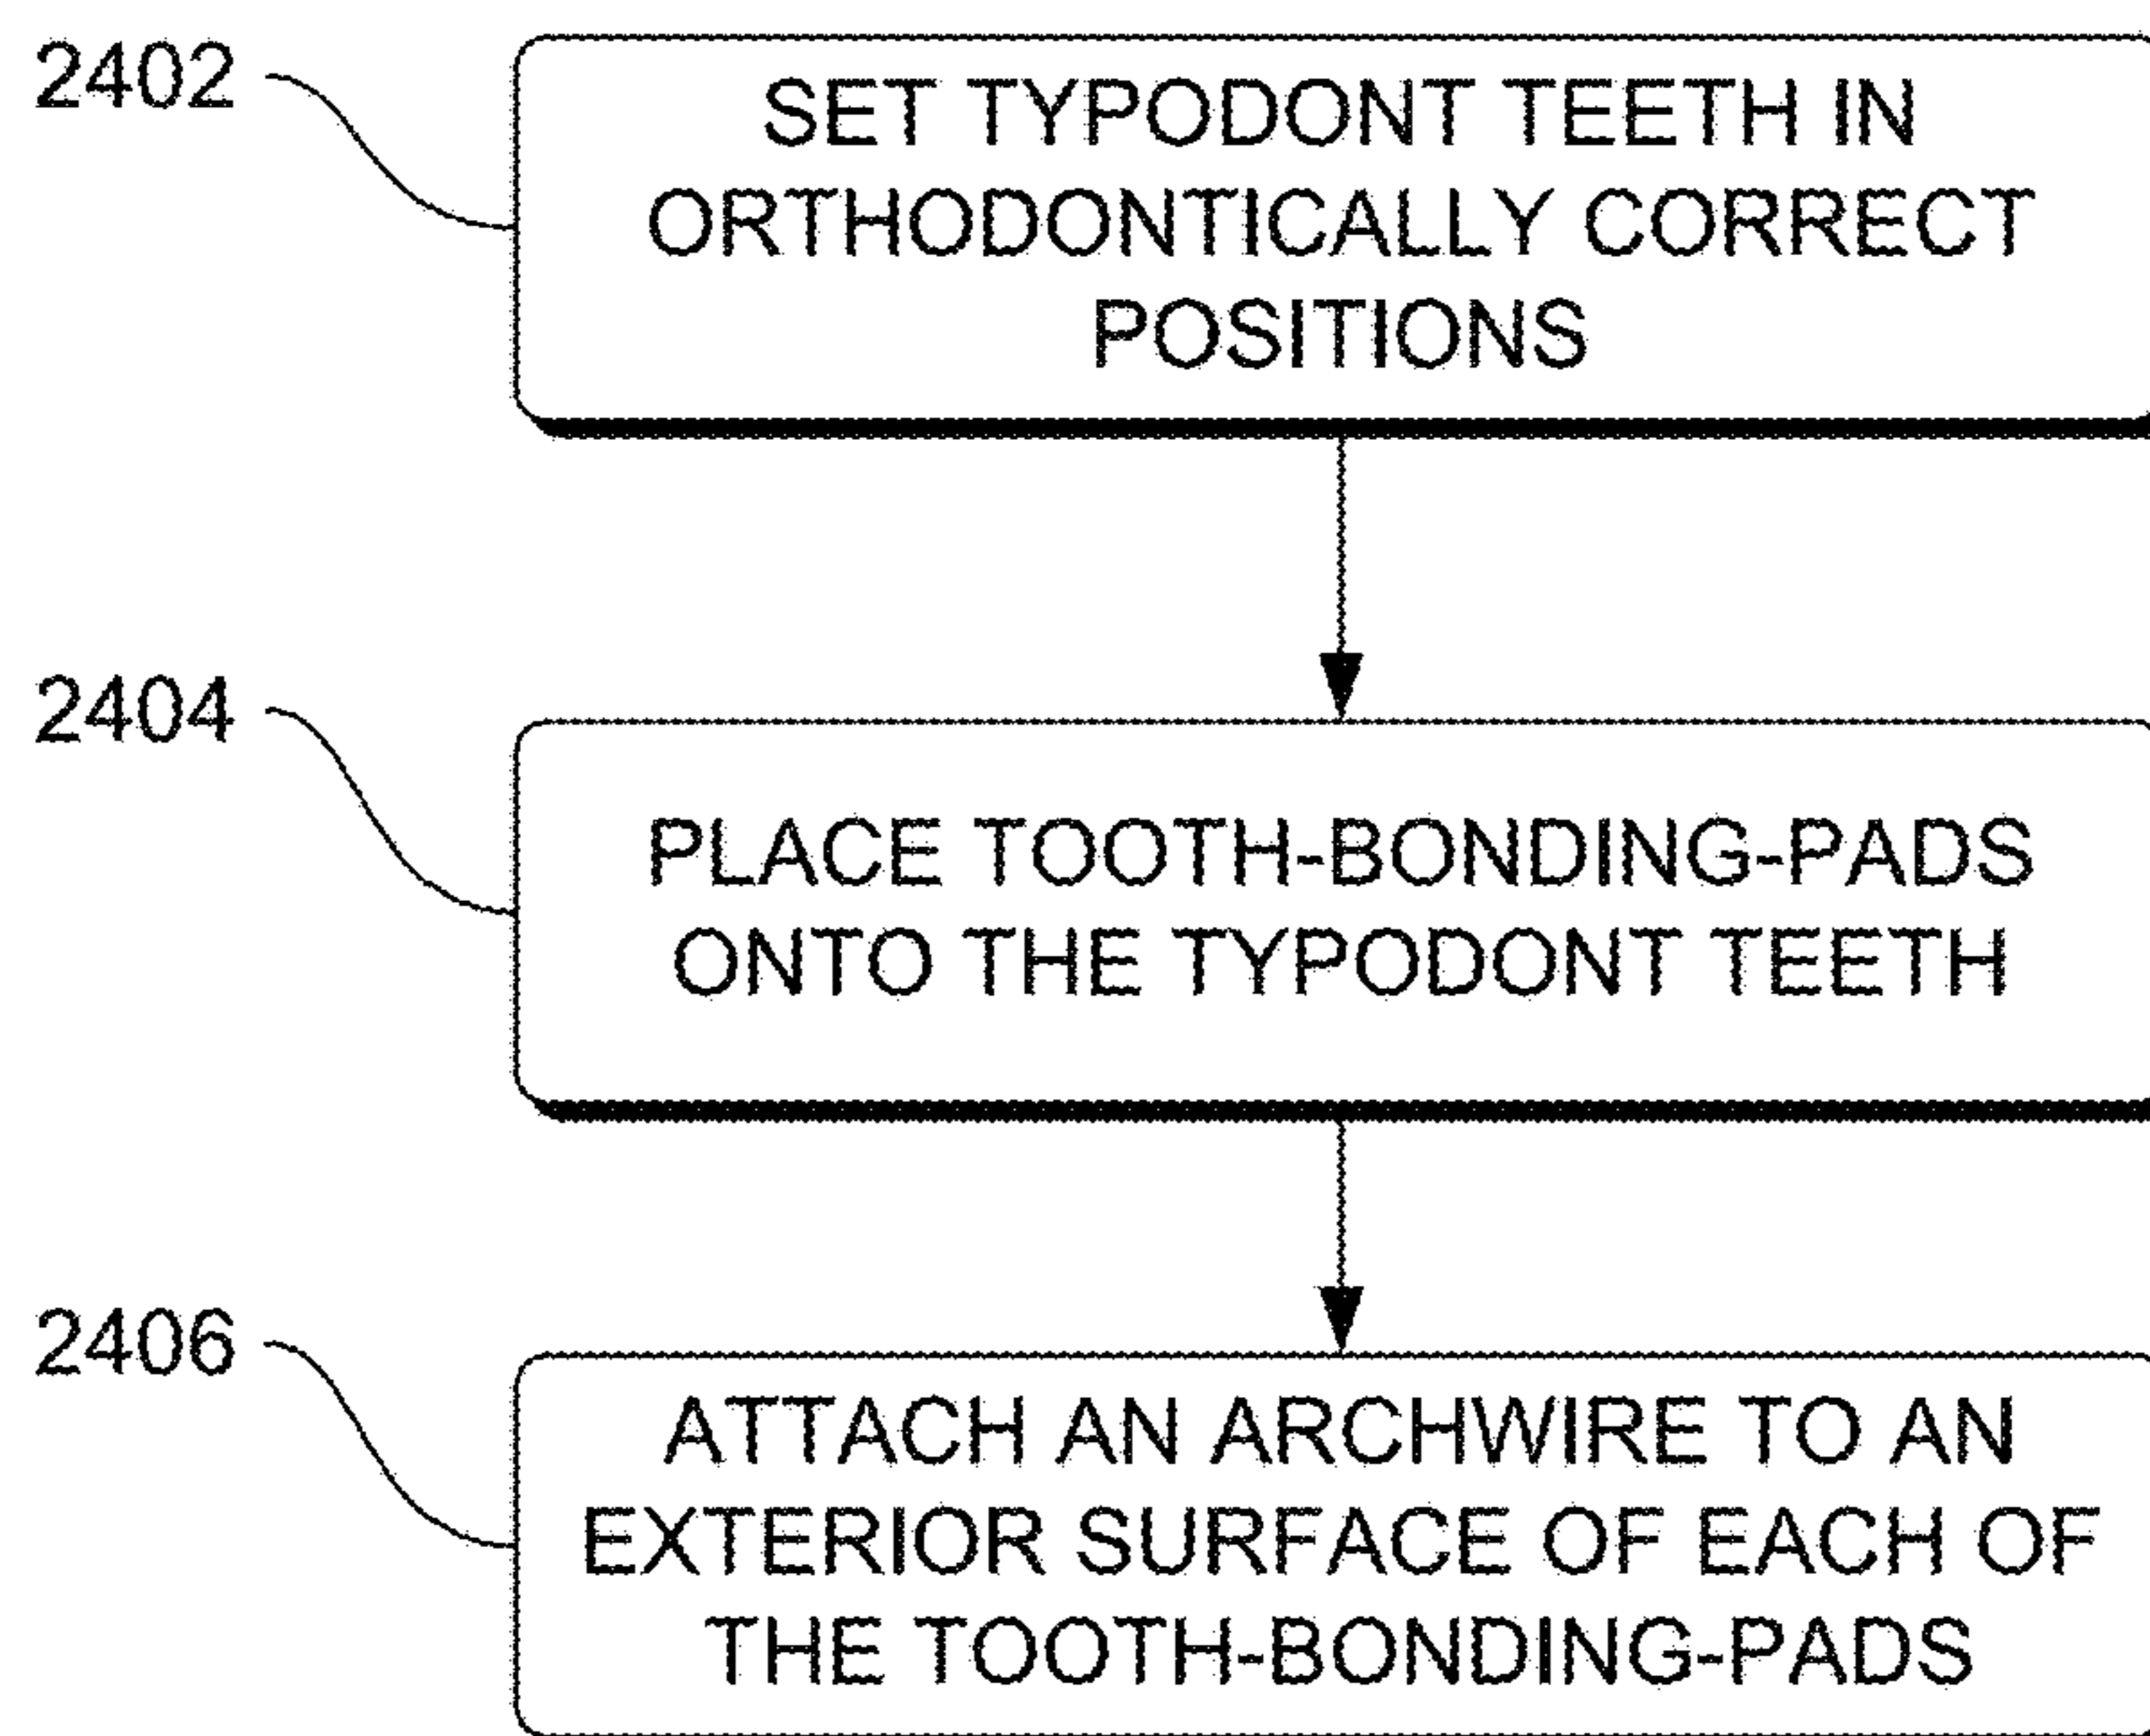 2402
SET TYPODONT TEETH IN
ORTHODONTICALLY CORRECT
POSITIONS
2404
PLACE TOOTH-BONDING-PADS
ONTO THE TYPODONT TEETH
2406
ATTACH AN ARCHWIRE TO AN
EXTERIOR SURFACE OF EACH OF
THE TOOTH-BONDING-PADS